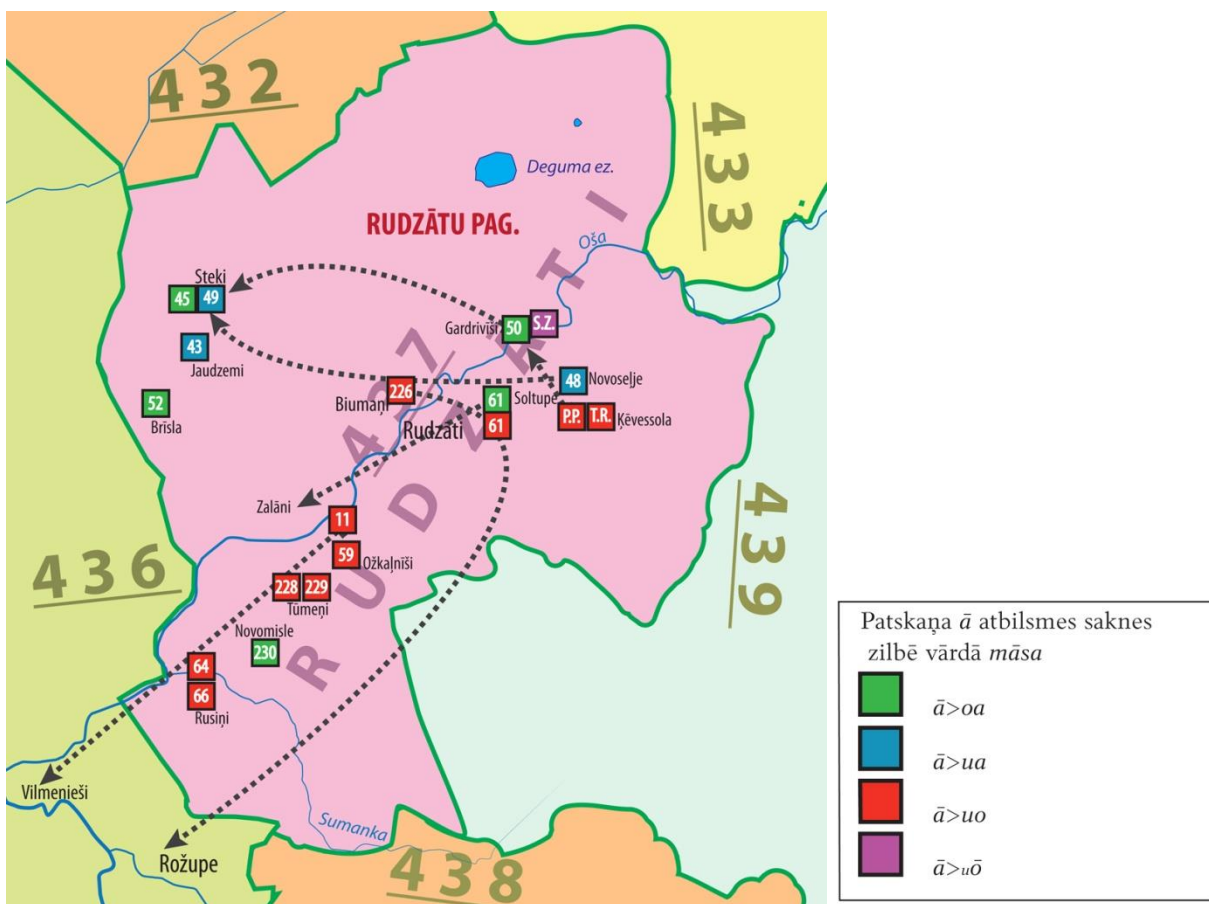 432
433
Deguma ez.
RUDZĀTU PAG.
Oša
RUDZĀTI
437
Steki
45 49
Gardrivīši 50 S.Z.
43
Jaudzemi
48 Novoseļje
Biumaņi 226
61 Soltupe
52
Brīsla
Rudzāti 61
P.P. T.R. Ķēvessola
439
Zalāni
11
436
59 Ožkaļnīši
228 229
Tūmeņi
Novomisle
230
64
66
Rusiņi
Vilmenieši
Sumanka
Rožupe
438
Patskaņa ā atbilsmes saknes
zilbē vārdā māsa
ā>oa
ā>ua
ā>uo
ā>uō